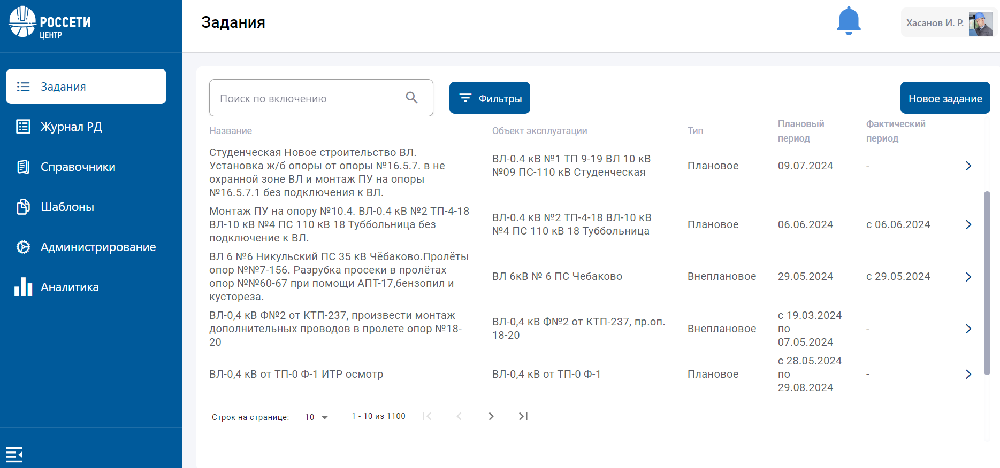 РОССЕТИ
ЦЕНТР
Задания
Хасанов И. Р.
Задания
Журнал РД
Справочники
Шаблоны
Администрирование
Аналитика
Поиск по включению
Фильтры
Новое задание
Название
Объект эксплуатации
Тип
Плановый
период
Фактический
период
Студенческая Новое строительство ВЛ.
Установка ж/б опоры от опоры №16.5.7. в не
охранной зоне ВЛ и монтаж ПУ на опоры
№16.5.7.1 без подключения к ВЛ.
ВЛ-0.4 кВ №1 ТП 9-19 ВЛ 10 кВ
№09 ПС-110 кВ Студенческая
Плановое
09.07.2024
-
Монтаж ПУ на опору №10.4. ВЛ-0.4 кВ №2 ТП-4-18
ВЛ-10 кВ №4 ПС 110 кВ 18 Туббольница без
подключение к ВЛ.
ВЛ-0.4 кВ №2 ТП-4-18 ВЛ-10 кВ
№4 ПС 110 кВ 18 Туббольница
Плановое
06.06.2024
с 06.06.2024
ВЛ 6 №6 Никульский ПС 35 кВ Чёбаково.Пролёты
опор №№7-156. Разрубка просеки в пролётах
опор №№60-67 при помощи АПТ-17,бензопил и
кустореза.
ВЛ 6кВ № 6 ПС Чебаково
Внеплановое
29.05.2024
с 29.05.2024
ВЛ-0,4 кВ Ф№2 от КТП-237, произвести монтаж
дополнительных проводов в пролете опор №18-
20
ВЛ-0,4 кВ Ф№2 от КТП-237, пр.оп.
18-20
Внеплановое
с 19.03.2024
по
07.05.2024
-
ВЛ-0,4 кВ от ТП-0 Ф-1 ИТР осмотр
ВЛ-0,4 кВ от ТП-0 Ф-1
Плановое
с 28.05.2024
по
29.08.2024
-
Строк на странице:
10
1 - 10 из 1100